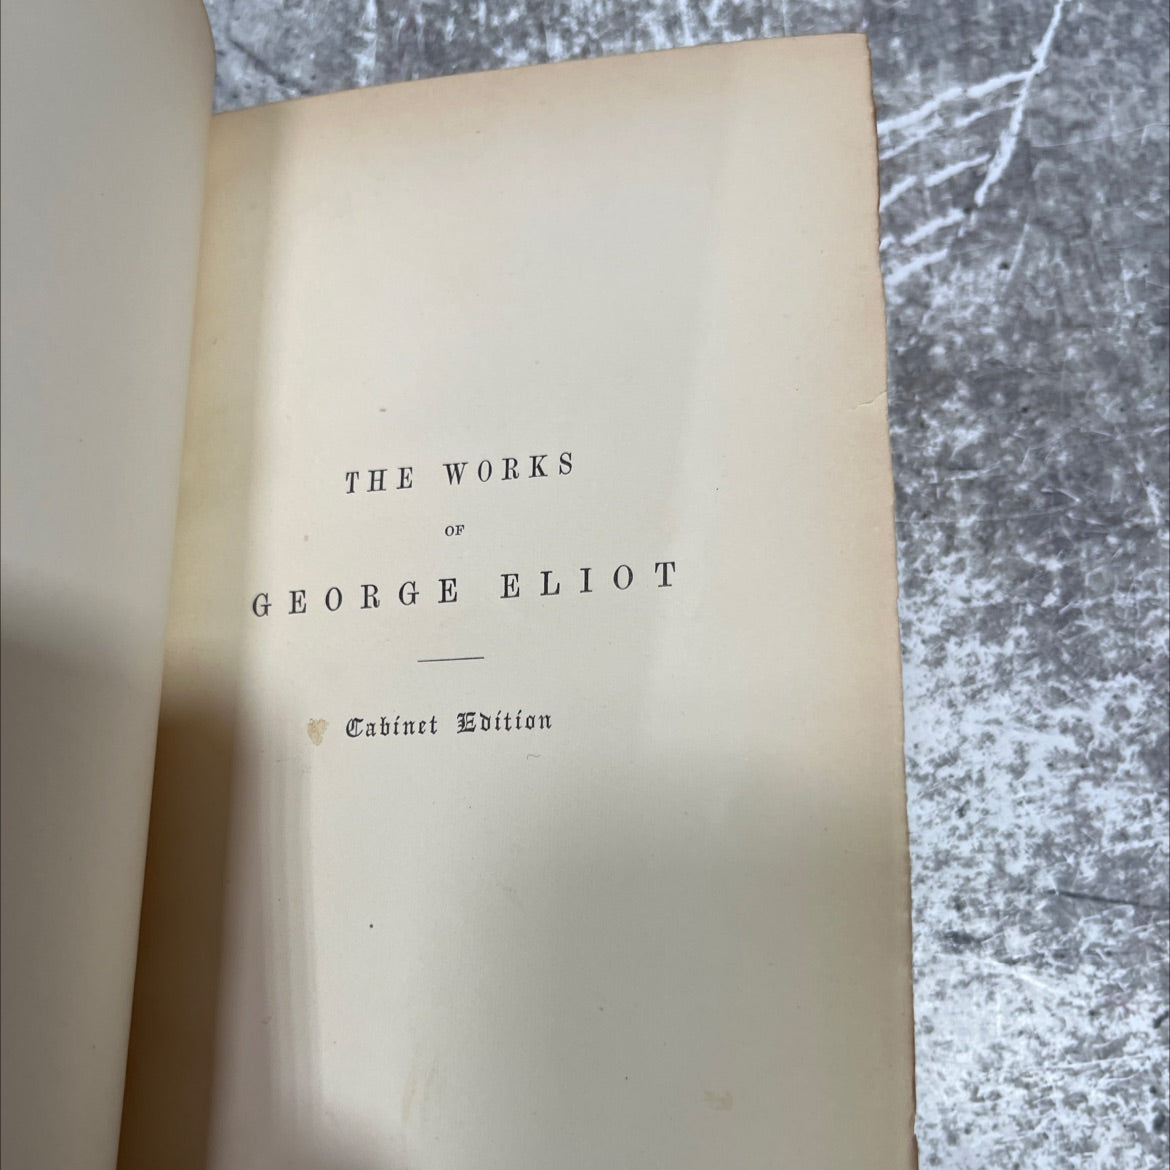 THE WORKS
OF
GEORGE ELIOT
Cabinet Edition